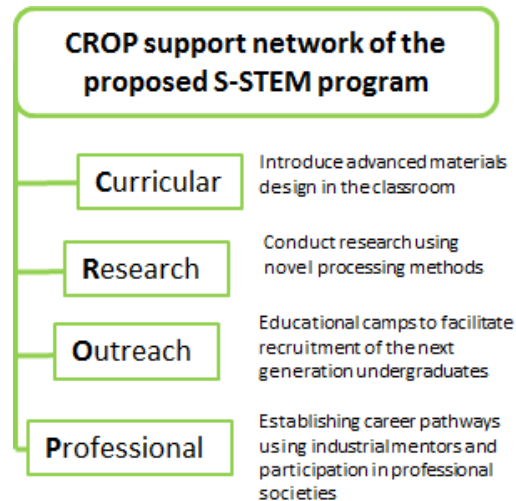 CROP support network of the
proposed S-STEM program
Curricular
Introduce advanced materials
design in the classroom
Research
Conduct research using
novel processing methods
Outreach
Educational camps to facilitate
recruitment of the next
generation undergraduates
Professional
Establishing career pathways
using industrial mentors and
participation in professional
societies